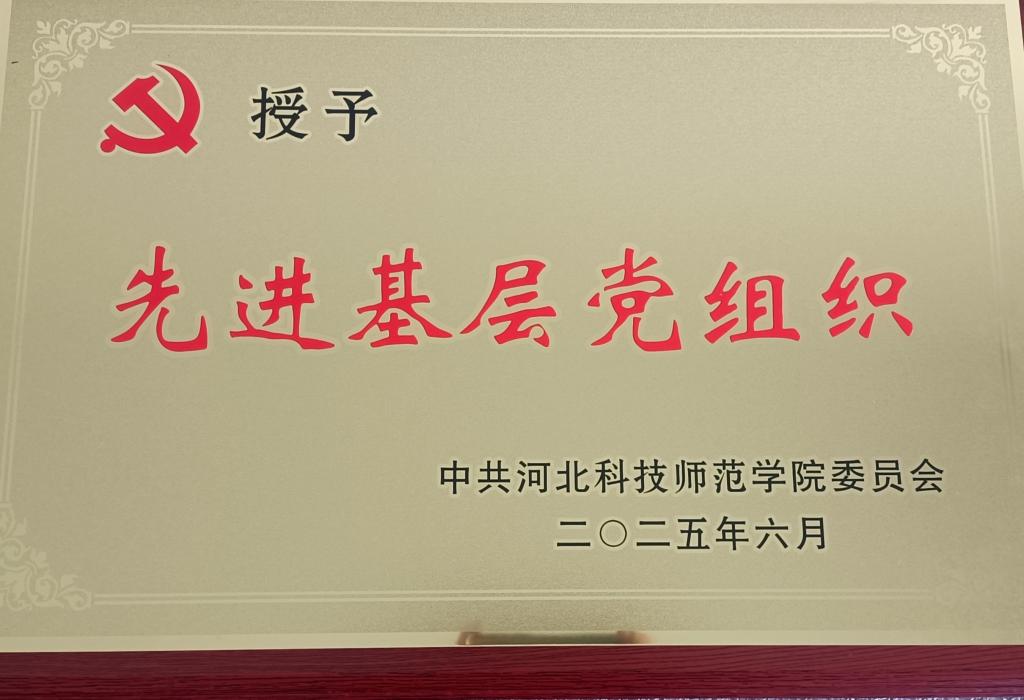 授予
先进基层党组织
中共河北科技师范学院委员会
二〇二五年六月